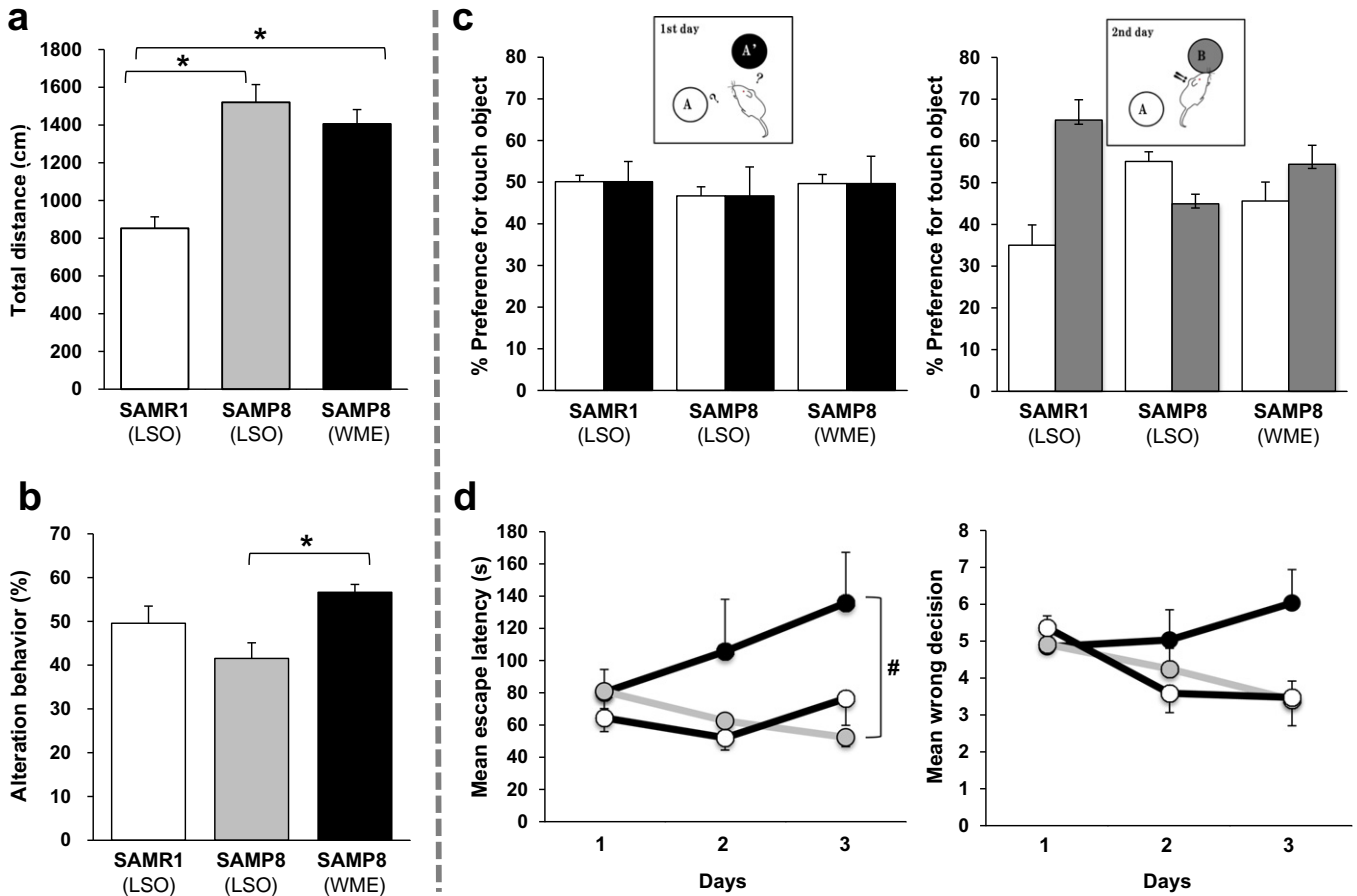 a
Total distance (cm)
1800
1600
1400
1200
1000
800
600
400
200
0
*
*
SAMR1 SAMP8 SAMP8
(LSO) (LSO) (WME)
b
Alteration behavior (%)
70
60
50
40
30
20
10
0
*
SAMR1 SAMP8 SAMP8
(LSO) (LSO) (WME)
c
% Preference for touch object
80
70
60
50
40
30
20
10
0
1st day
A'
A ? ?
SAMR1 SAMP8 SAMP8
(LSO) (LSO) (WME)
% Preference for touch object
80
70
60
50
40
30
20
10
0
2nd day
B
!!
A
SAMR1 SAMP8 SAMP8
(LSO) (LSO) (WME)
d
Mean escape latency (s)
180
160
140
120
100
80
60
40
20
0
#
1 2 3
Days
Mean wrong decision
8
7
6
5
4
3
2
1
0
1 2 3
Days